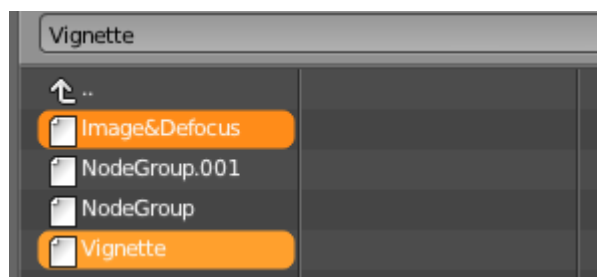 Vignette
..
Image&Defocus
NodeGroup.001
NodeGroup
Vignette